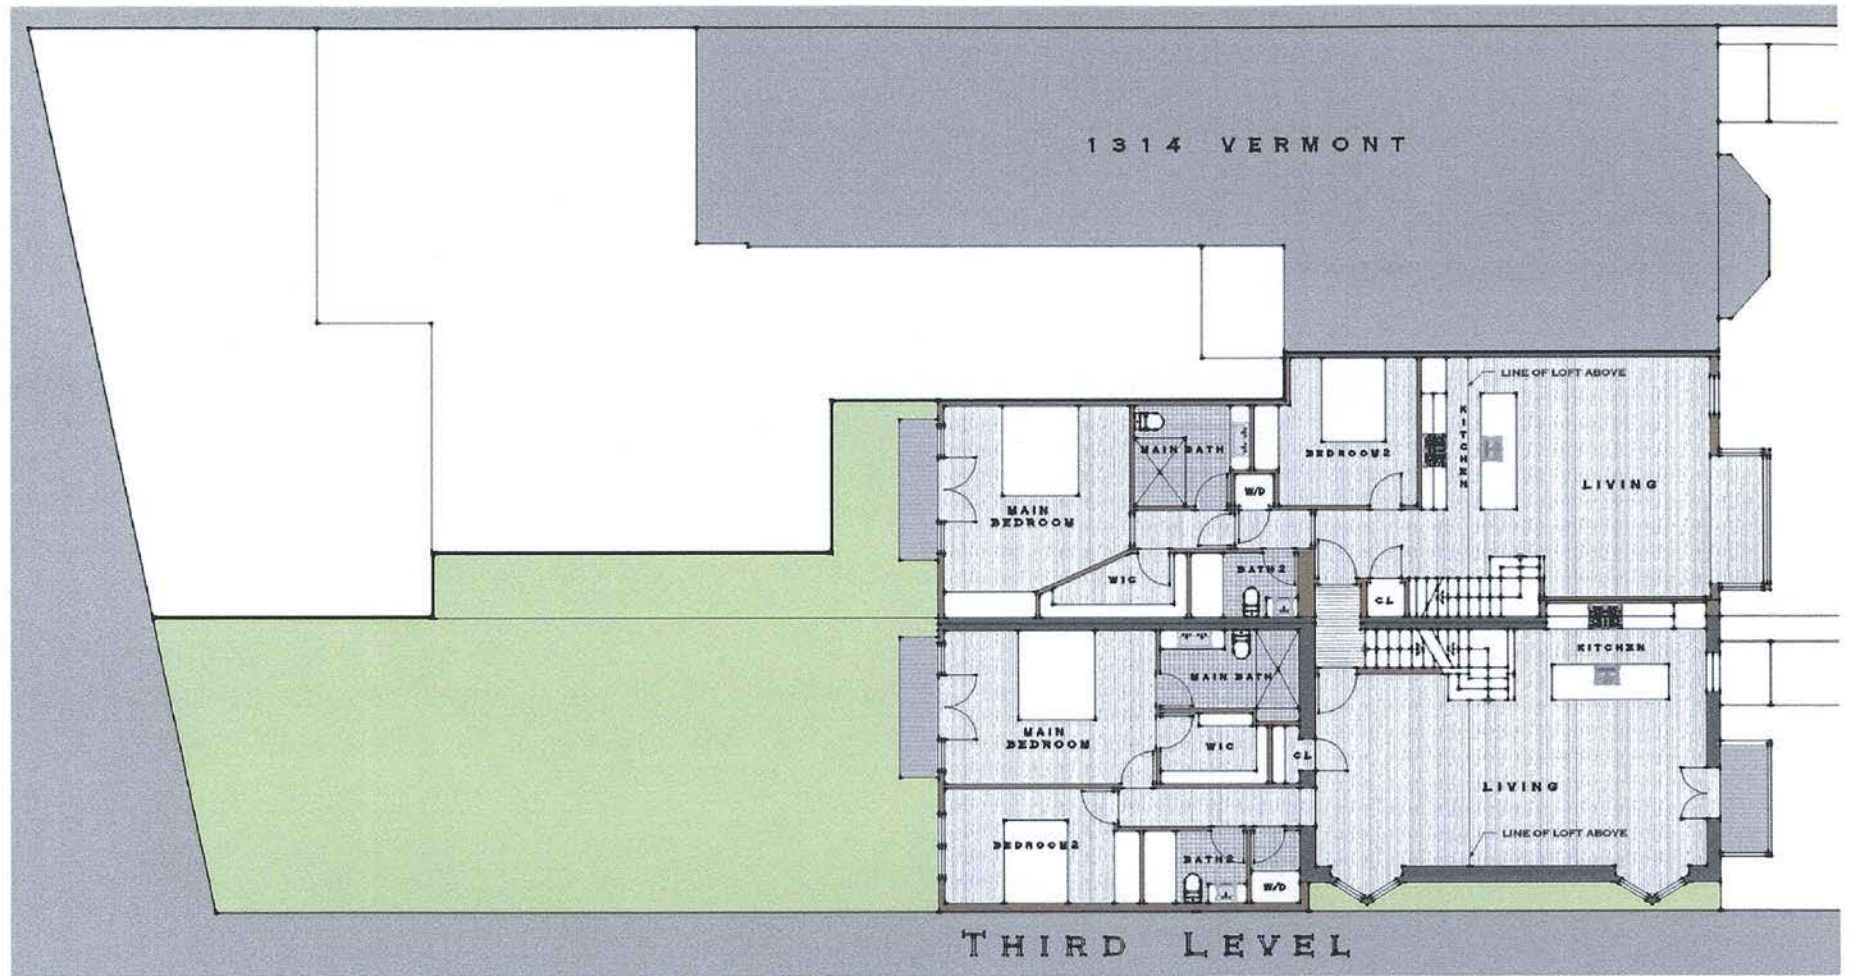 1314 VERMONT
LINE OF LOFT ABOVE
KITCHEN
MAIN BATH
BEDROOM2
LIVING
W/D
MAIN
BEDROOM
WIC
BATH2
CL
KITCHEN
MAIN BATH
MAIN
BEDROOM
WIC
CL
LIVING
LINE OF LOFT ABOVE
BEDROOM2
BATH2
W/D
THIRD LEVEL